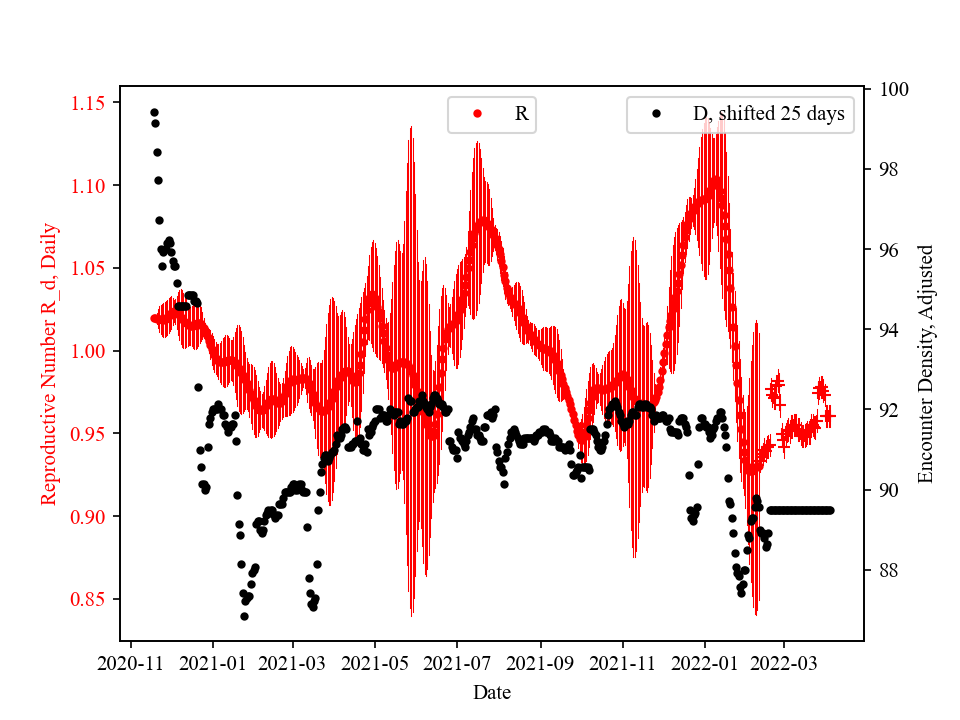 R
D, shifted 25 days
1.15
1.10
1.05
1.00
0.95
0.90
0.85
Reproductive Number R_d, Daily
100
98
96
94
92
90
88
Encounter Density, Adjusted
2020-11 2021-01 2021-03 2021-05 2021-07 2021-09 2021-11 2022-01 2022-03
Date